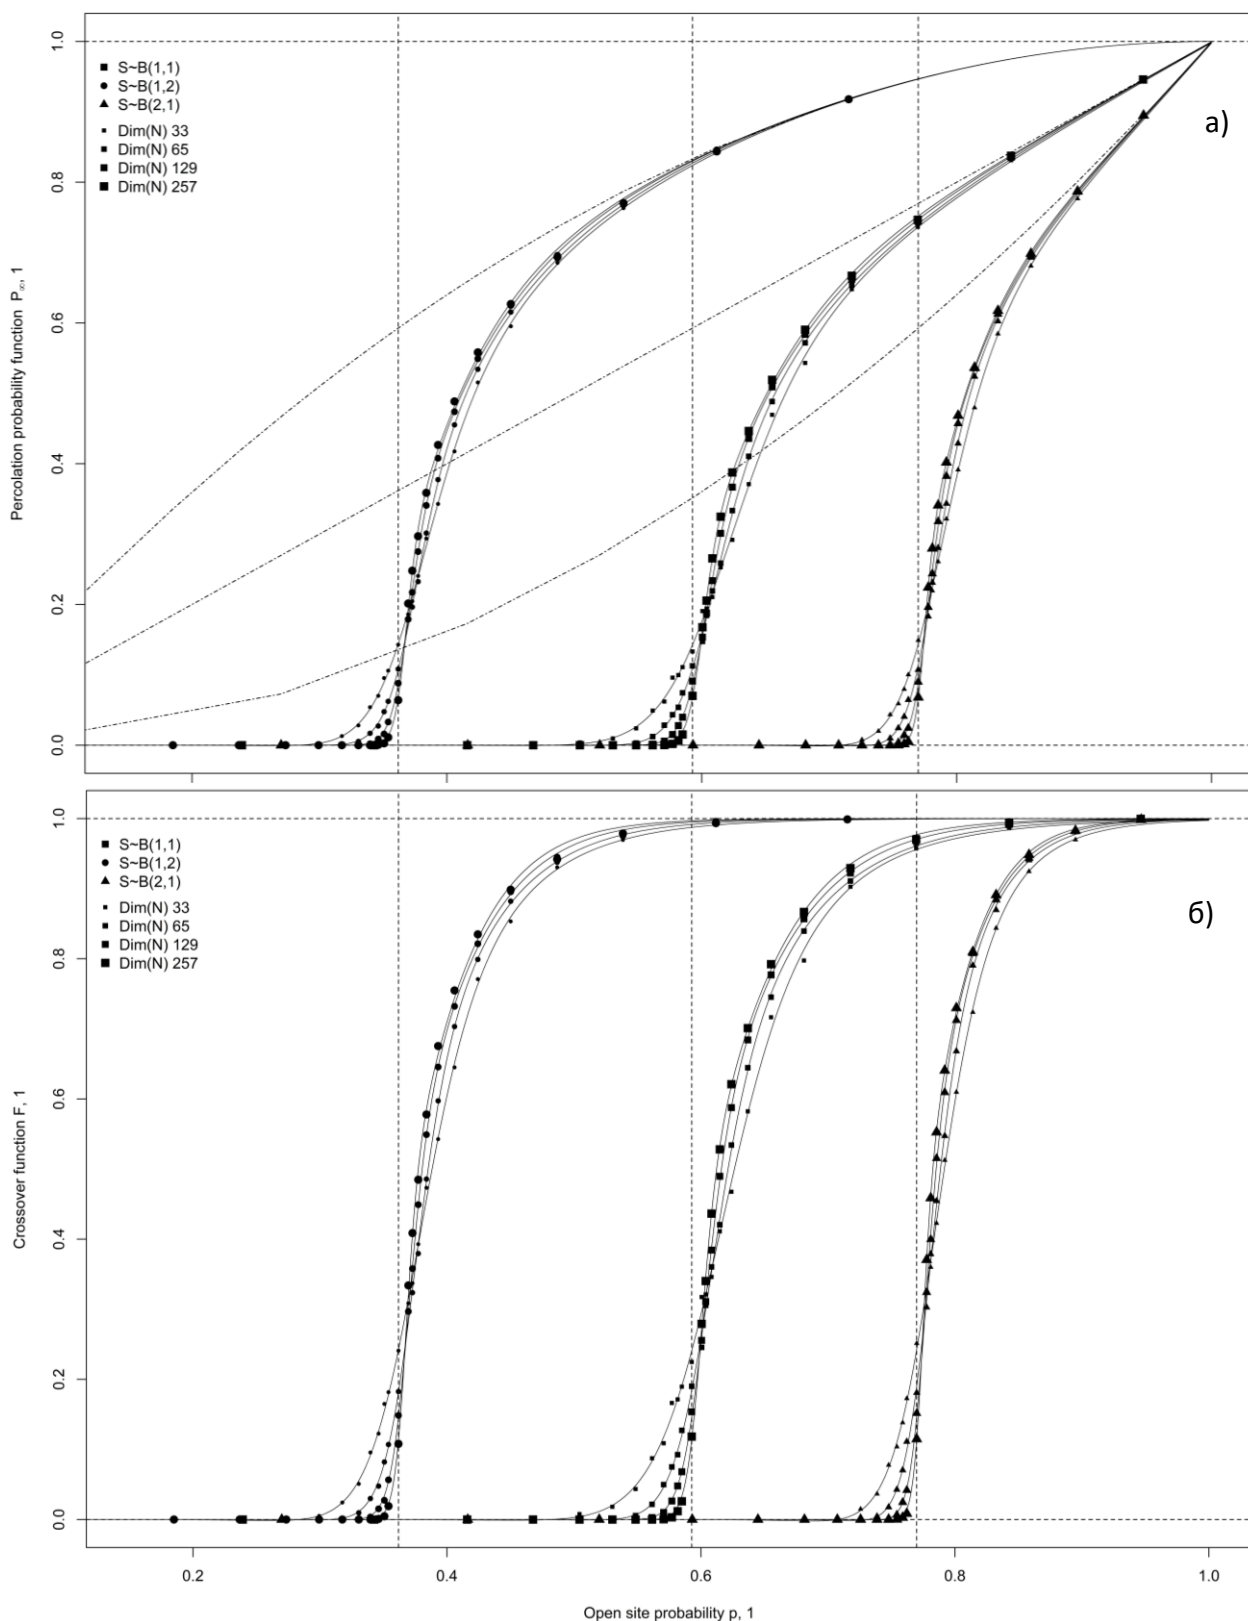 1.0
0.8
0.6
0.4
0.2
0.0
Percolation probability function P∞, 1
S~B(1,1)
S~B(1,2)
S~B(2,1)
Dim(N) 33
Dim(N) 65
Dim(N) 129
Dim(N) 257
а)
1.0
0.8
0.6
0.4
0.2
0.0
Crossover function F, 1
S~B(1,1)
S~B(1,2)
S~B(2,1)
Dim(N) 33
Dim(N) 65
Dim(N) 129
Dim(N) 257
б)
0.2 0.4 0.6 0.8 1.0
Open site probability p, 1